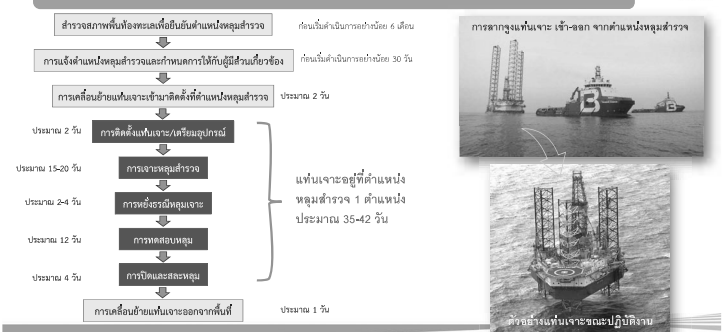 สำรวจสภาพพื้นท้องทะเลเพื่อยืนยันตำแหน่งหลุมสำรวจ
ก่อนเริ่มดำเนินการอย่างน้อย 6 เดือน
การแจ้งตำแหน่งหลุมสำรวจและกำหนดการให้กับผู้มีส่วนเกี่ยวข้อง
ก่อนเริ่มดำเนินการอย่างน้อย 30 วัน
การเคลื่อนย้ายแท่นเจาะเข้ามาติดตั้งที่ตำแหน่งหลุมสำรวจ
ประมาณ 2 วัน
ประมาณ 2 วัน
การติดตั้งแท่นเจาะ/เตรียมอุปกรณ์
ประมาณ 15-20 วัน
การเจาะหลุมสำรวจ
ประมาณ 2-4 วัน
การหยั่งธรณีหลุมเจาะ
ประมาณ 12 วัน
การทดสอบหลุม
ประมาณ 4 วัน
การปิดและสละหลุม
แท่นเจาะอยู่ที่ตำแหน่ง
หลุมสำรวจ 1 ตำแหน่ง
ประมาณ 35-42 วัน
การเคลื่อนย้ายแท่นเจาะออกจากพื้นที่
ประมาณ 1 วัน
การลากจูงแท่นเจาะ เข้า-ออก จากตำแหน่งหลุมสำรวจ
B
ตัวอย่างแท่นเจาะขณะปฏิบัติงาน